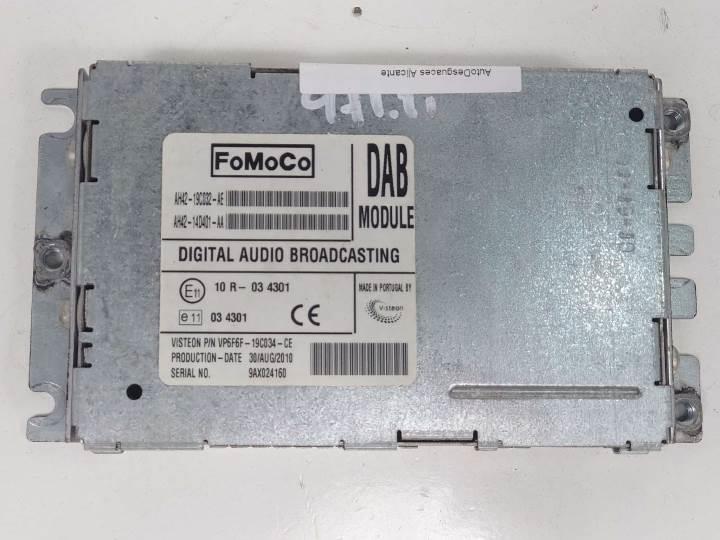 AutoDesguaces Alicante
FoMoCo
DAB
MODULE
AH42-19C032-AE
AH42-14D401-AA
DIGITAL AUDIO BROADCASTING
E11 10 R- 03 4301
e 11 03 4301
CE
MADE IN PORTUGAL BY
Visteon
VISTEON P/N VP6F6F-19C034-CE
PRODUCTION-DATE 30/AUG/2010
SERIAL NO. 9AX024160